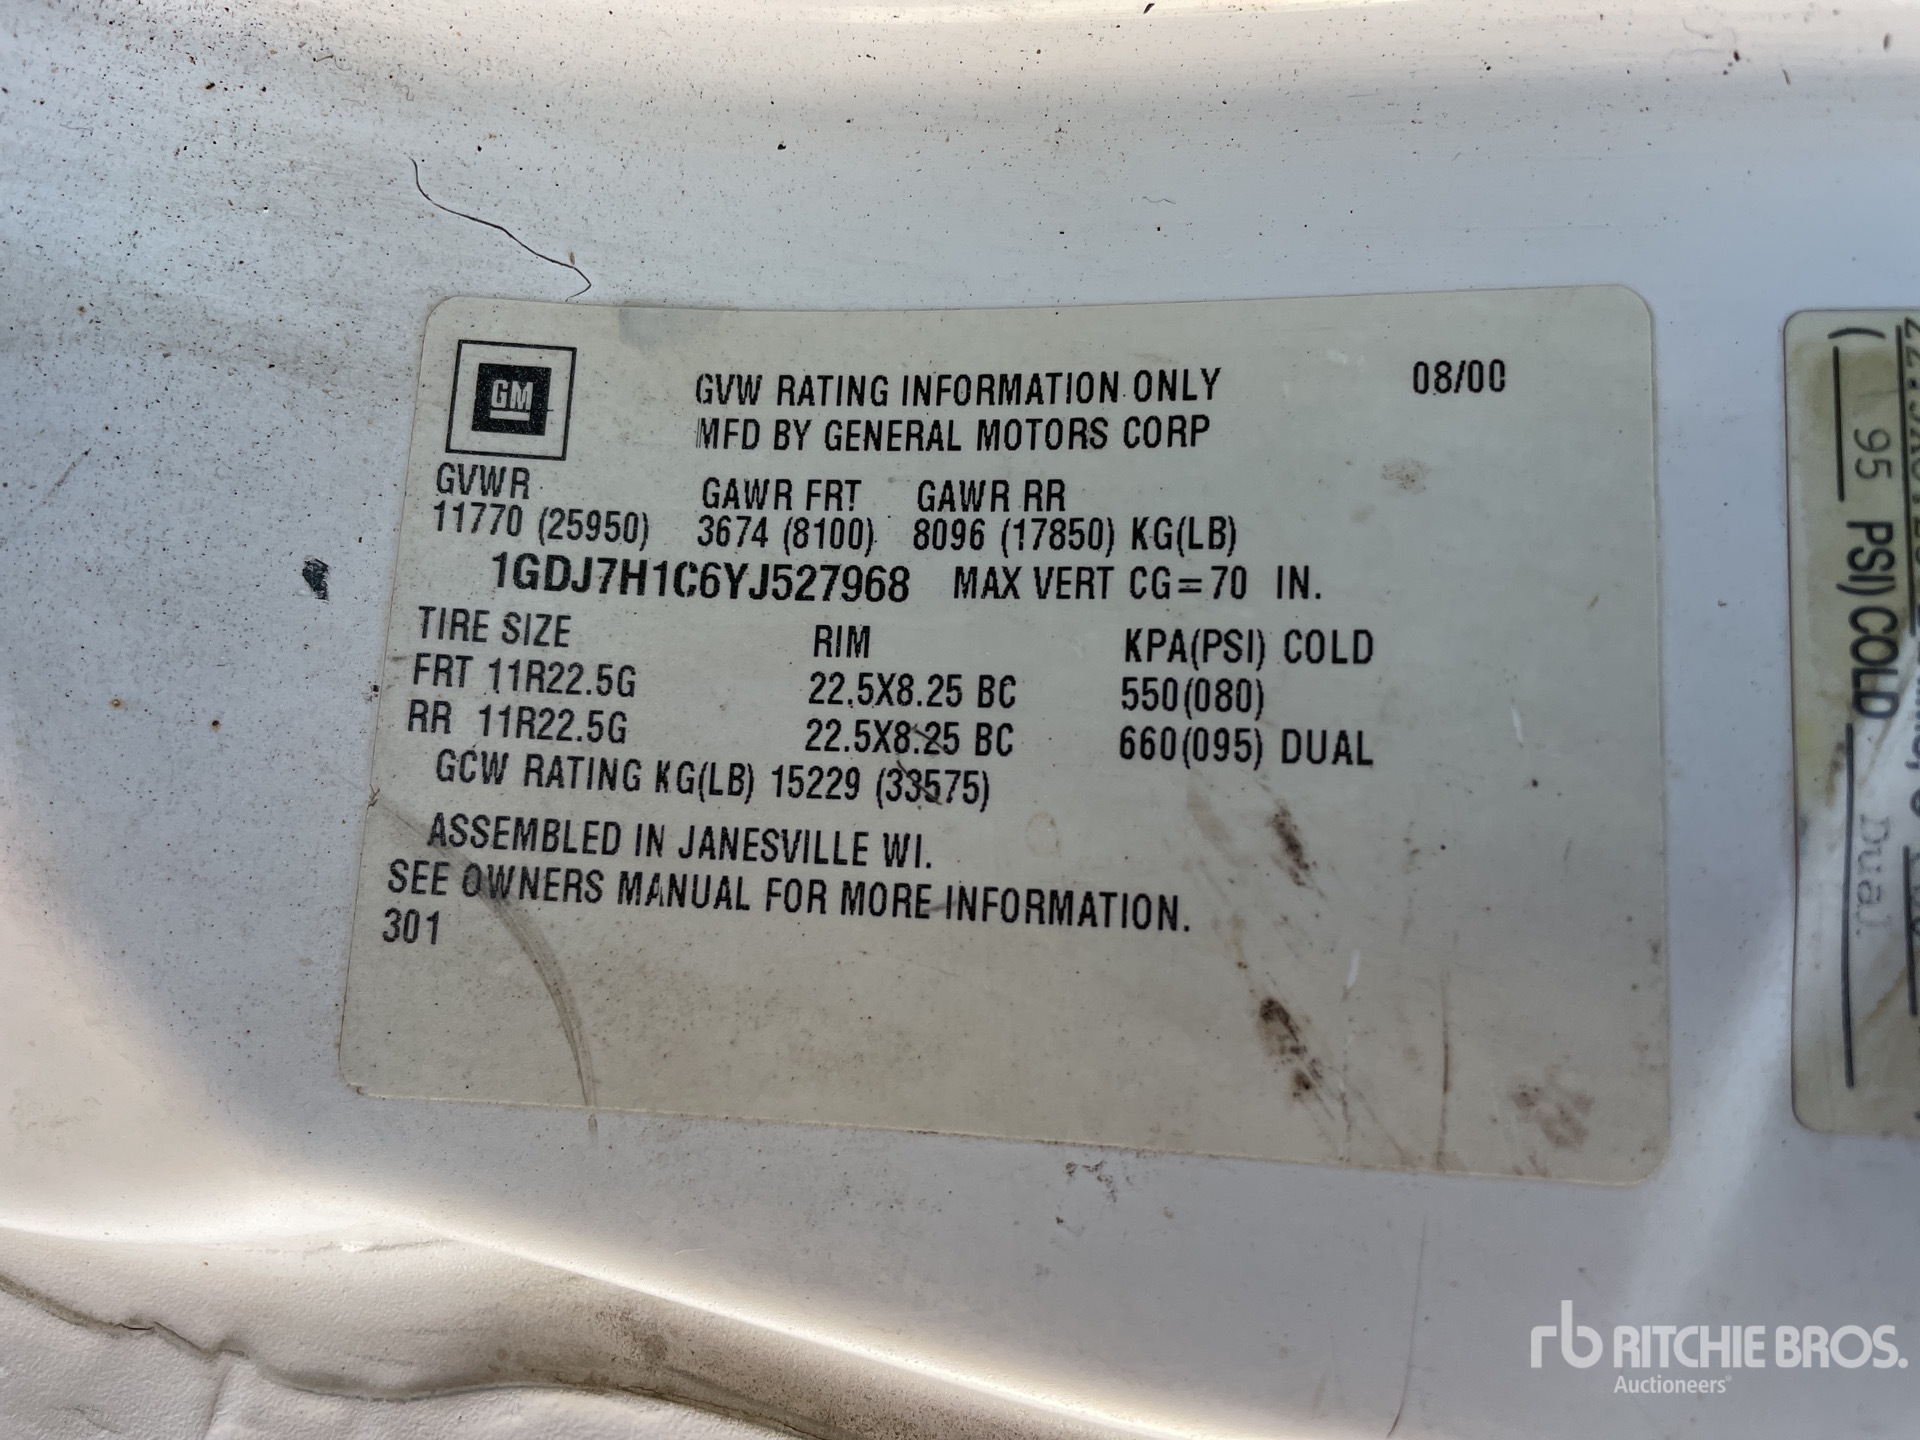 GM
GVW RATING INFORMATION ONLY 08/00
MFD BY GENERAL MOTORS CORP
GVWR GAWR FRT GAWR RR
11770 (25950) 3674 (8100) 8096 (17850) KG(LB)
1GDJ7H1C6YJ527968 MAX VERT CG=70 IN.
TIRE SIZE RIM KPA(PSI) COLD
FRT 11R22.5G 22.5X8.25 BC 550(080)
RR 11R22.5G 22.5X8.25 BC 660(095) DUAL
GCW RATING KG(LB) 15229 (33575)
ASSEMBLED IN JANESVILLE WI.
SEE OWNERS MANUAL FOR MORE INFORMATION.
301
( 95 PSI) COLD Dual
rb RITCHIE BROS.
Auctioneers